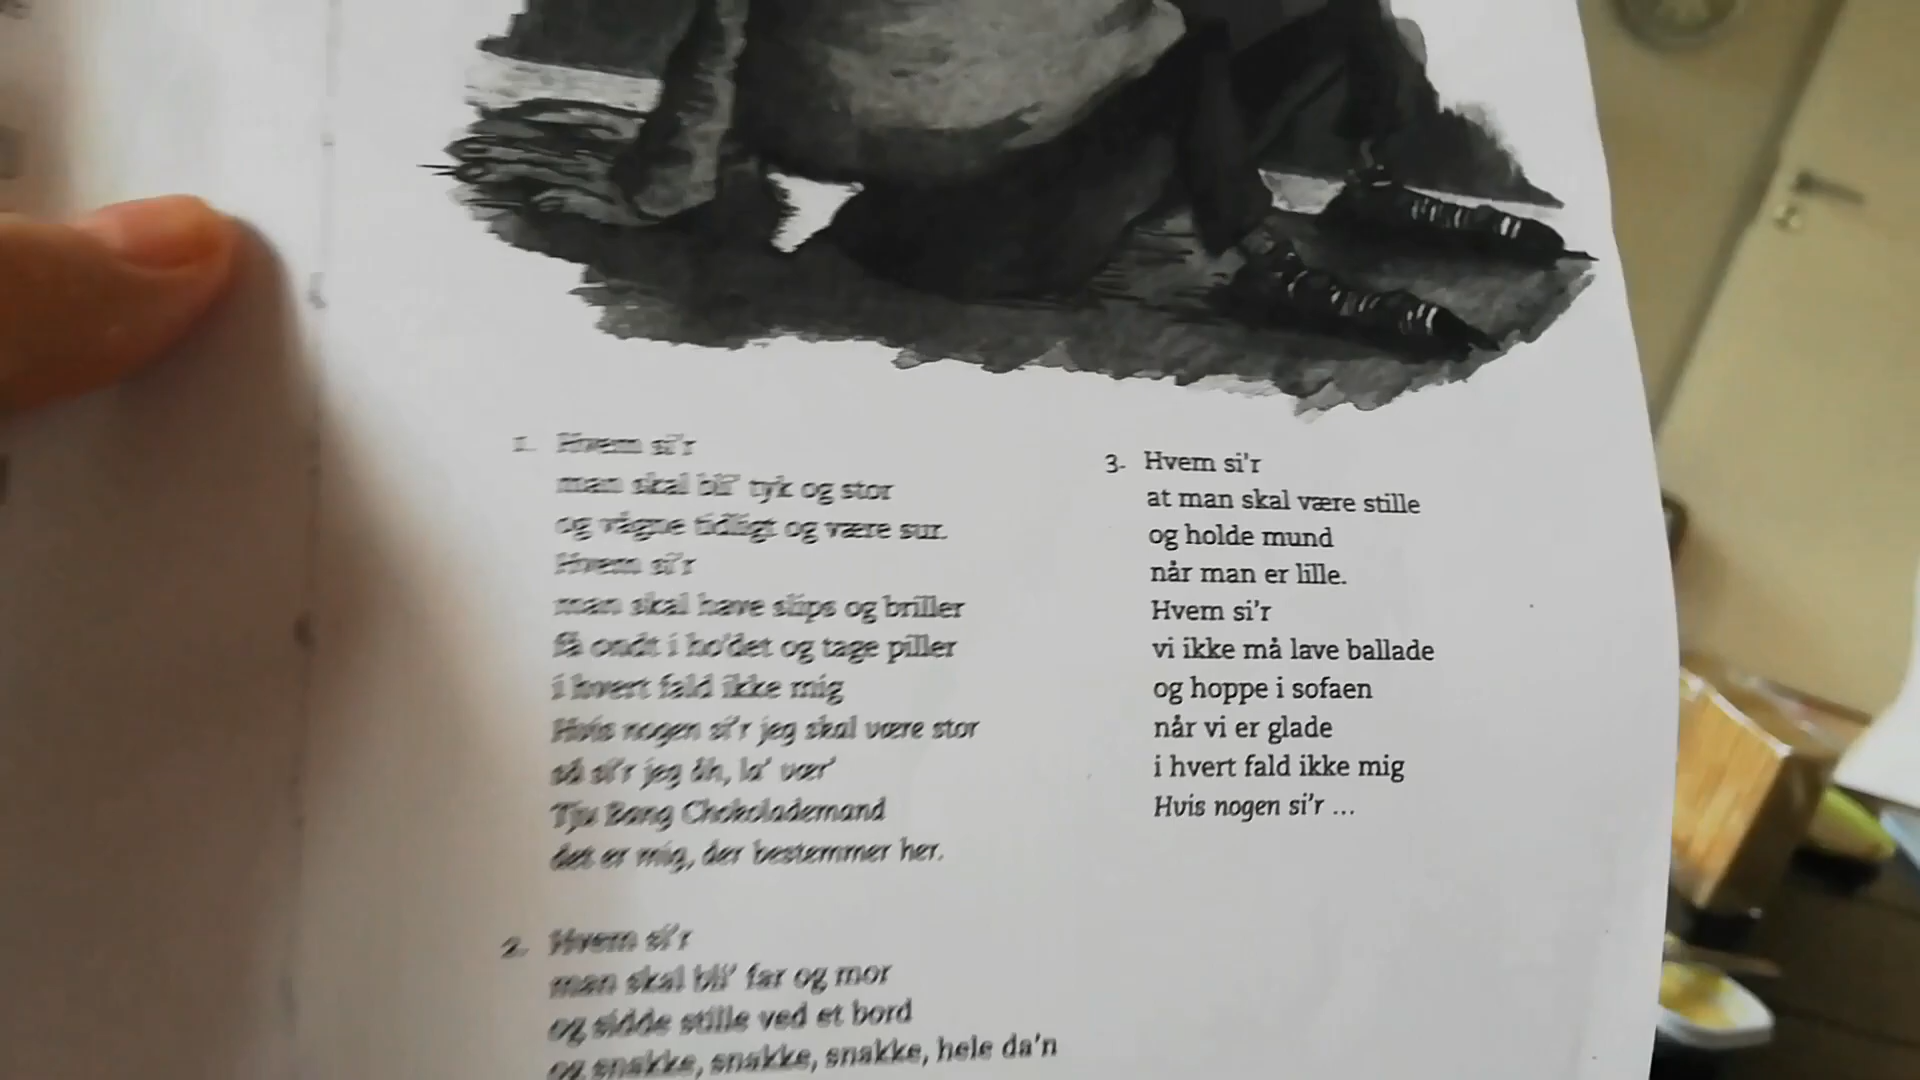 1. Hvem si'r
man skal bli' tyk og stor
og vågne tidligt og være sur.
Hvem si'r
man skal have slips og briller
få ondt i ho'det og tage piller
i hvert fald ikke mig
Hvis nogen si'r jeg skal være stor
så si'r jeg åh, la' vær'
Tju Bang Chokolademand
det er mig, der bestemmer her.
2. Hvem si'r
man skal bli' far og mor
og sidde stille ved et bord
og snakke, snakke, snakke, hele da'n
3. Hvem si'r
at man skal være stille
og holde mund
når man er lille.
Hvem si'r
vi ikke må lave ballade
og hoppe i sofaen
når vi er glade
i hvert fald ikke mig
Hvis nogen si'r ...